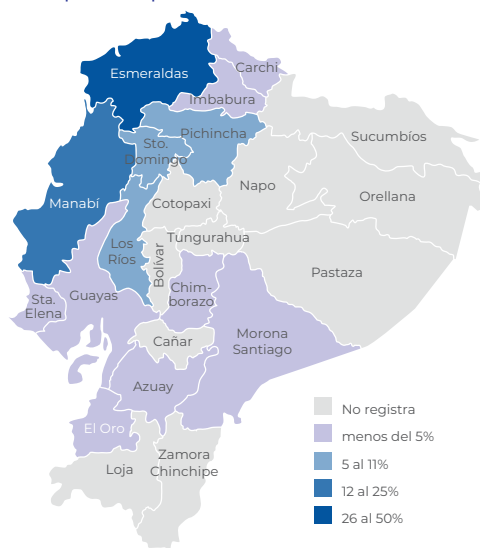 Esmeraldas
Carchi
Imbabura
Pichincha
Sto.
Domingo
Sucumbíos
Napo
Orellana
Manabí
Cotopaxi
Los
Ríos
Tungurahua
Bolívar
Pastaza
Sta.
Elena
Guayas
Chim-
borazo
Cañar
Morona
Santiago
Azuay
El Oro
Loja
Zamora
Chinchipe
No registra
menos del 5%
5 al 11%
12 al 25%
26 al 50%